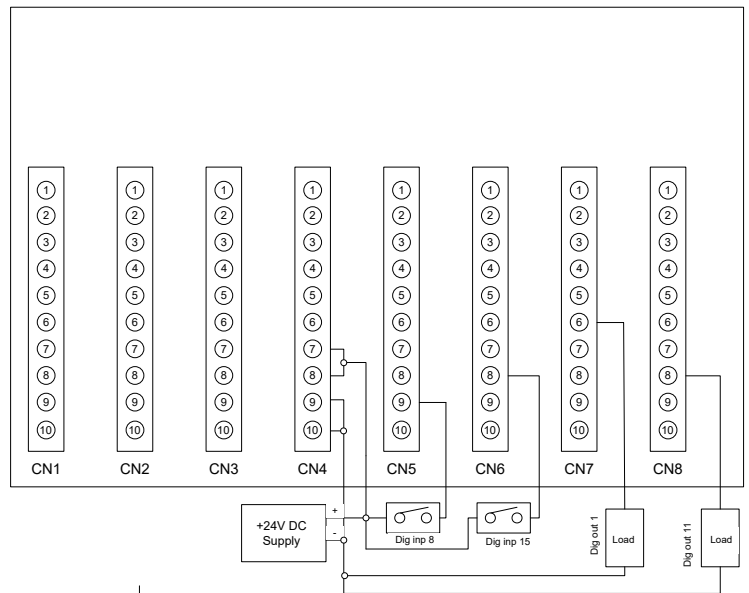 1 1 1 1 1 1 1 1
2 2 2 2 2 2 2 2
3 3 3 3 3 3 3 3
4 4 4 4 4 4 4 4
5 5 5 5 5 5 5 5
6 6 6 6 6 6 6 6
7 7 7 7 7 7 7 7
8 8 8 8 8 8 8 8
9 9 9 9 9 9 9 9
10 10 10 10 10 10 10 10
CN1 CN2 CN3 CN4 CN5 CN6 CN7 CN8
+24V DC
Supply
+
-
Dig inp 8
Dig inp 15
Dig out 1
Load
Dig out 11
Load